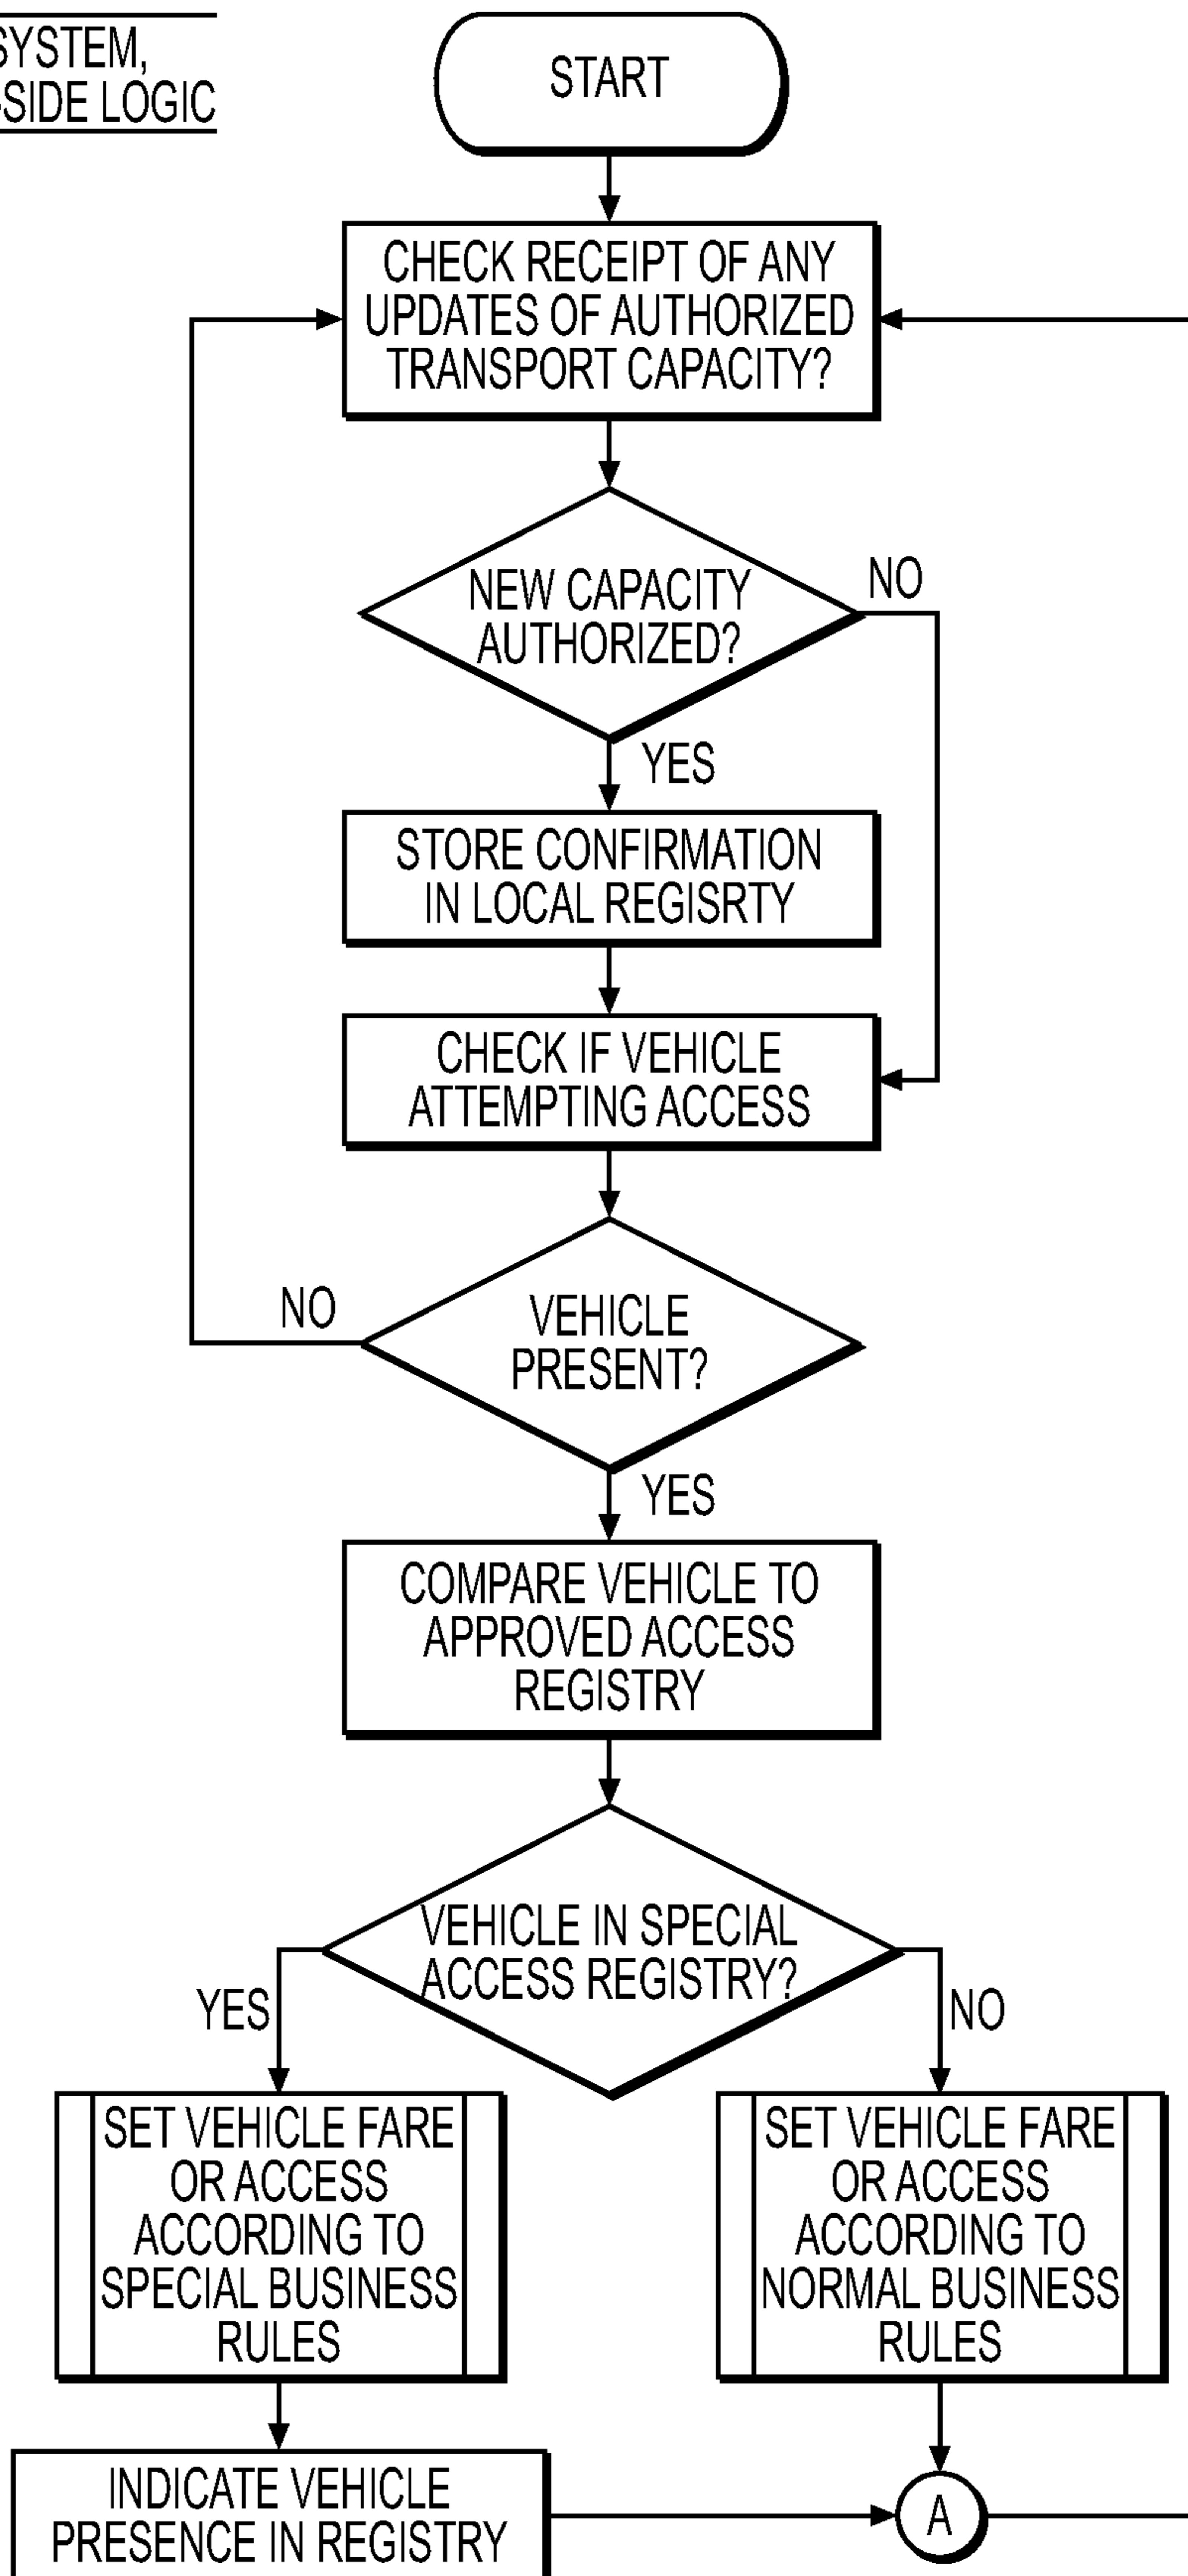 SYSTEM,
-SIDE LOGIC
START
CHECK RECEIPT OF ANY
UPDATES OF AUTHORIZED
TRANSPORT CAPACITY?
NEW CAPACITY
AUTHORIZED?
NO
YES
STORE CONFIRMATION
IN LOCAL REGISRTY
CHECK IF VEHICLE
ATTEMPTING ACCESS
VEHICLE
PRESENT?
NO
YES
COMPARE VEHICLE TO
APPROVED ACCESS
REGISTRY
VEHICLE IN SPECIAL
ACCESS REGISTRY?
YES
NO
SET VEHICLE FARE
OR ACCESS
ACCORDING TO
SPECIAL BUSINESS
RULES
SET VEHICLE FARE
OR ACCESS
ACCORDING TO
NORMAL BUSINESS
RULES
INDICATE VEHICLE
PRESENCE IN REGISTRY
A